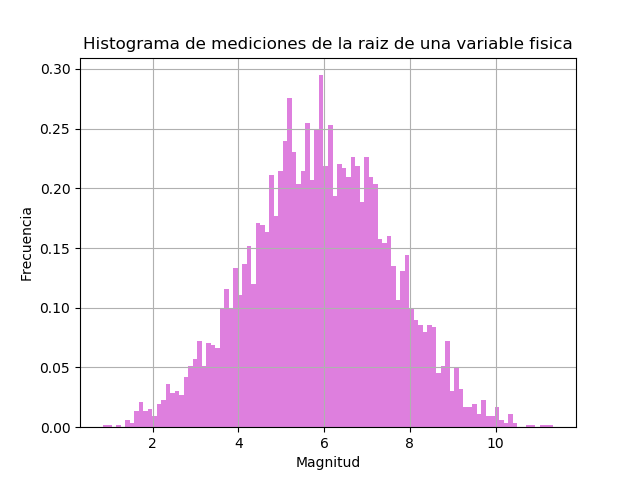 Histograma de mediciones de la raiz de una variable fisica
0.30
0.25
0.20
0.15
0.10
0.05
0.00
Frecuencia
2 4 6 8 10
Magnitud